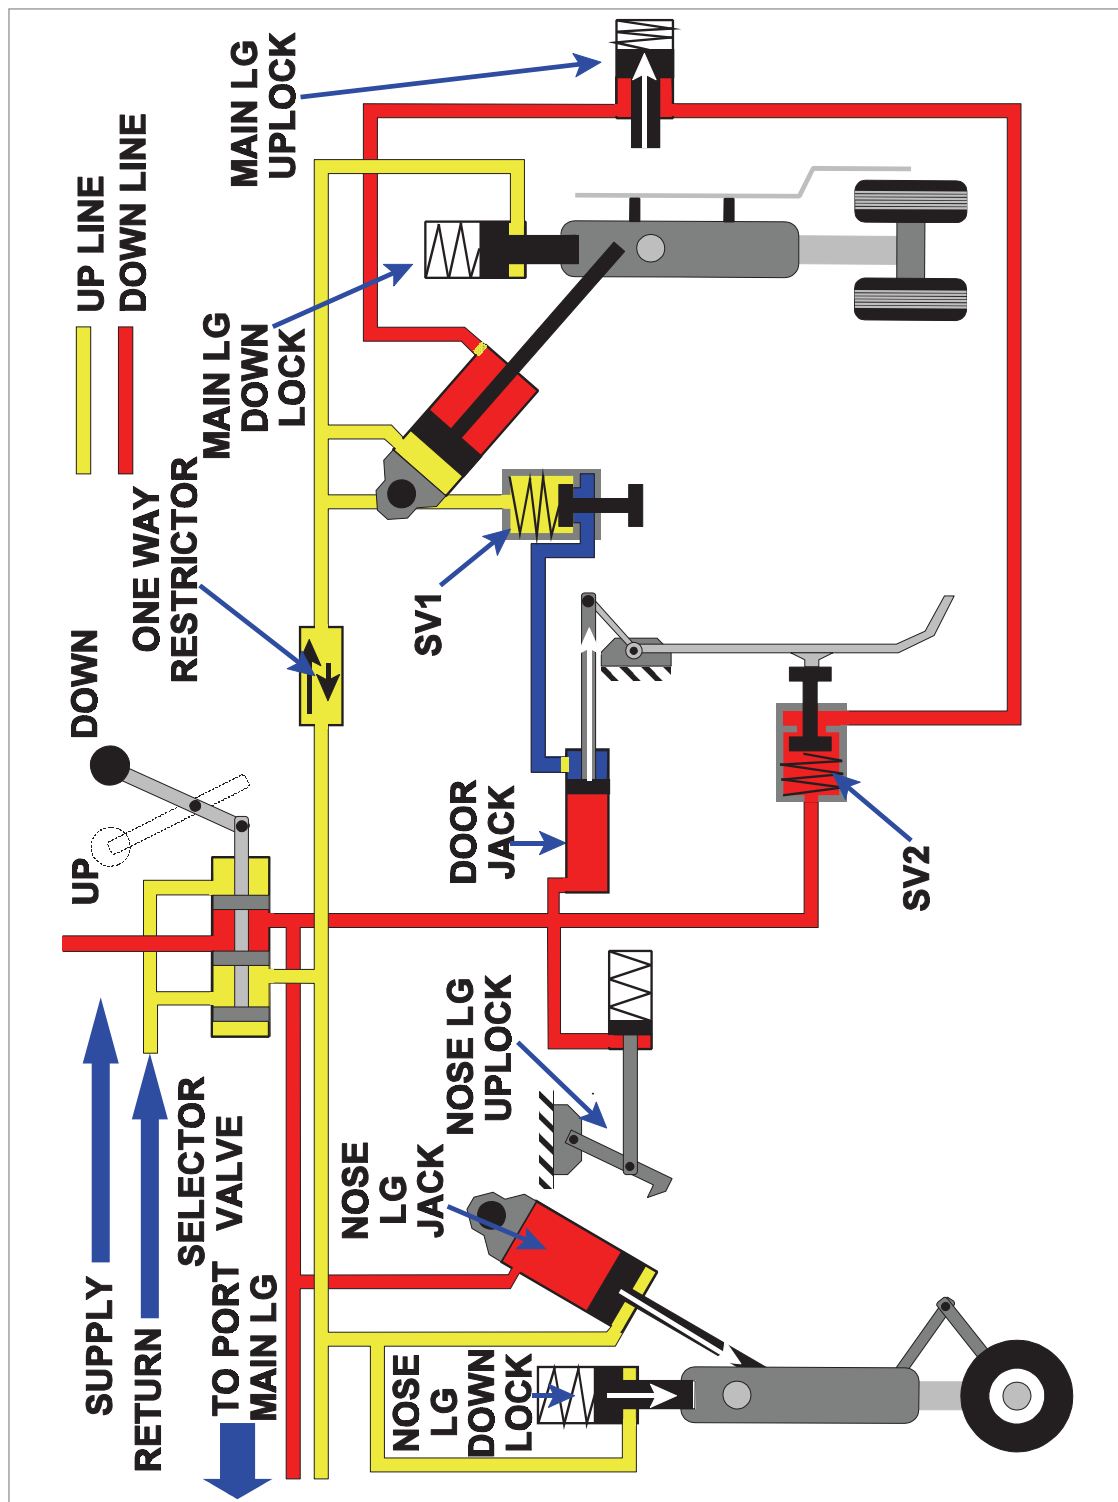 UP LINE
DOWN LINE
MAIN LG
UPLOCK
MAIN LG
DOWN
LOCK
ONE WAY
RESTRICTOR
SV1
DOWN
UP
DOOR
JACK
SV2
SUPPLY
RETURN
SELECTOR
VALVE
TO PORT
MAIN LG
NOSE LG
UPLOCK
NOSE
LG
JACK
NOSE
LG
DOWN
LOCK